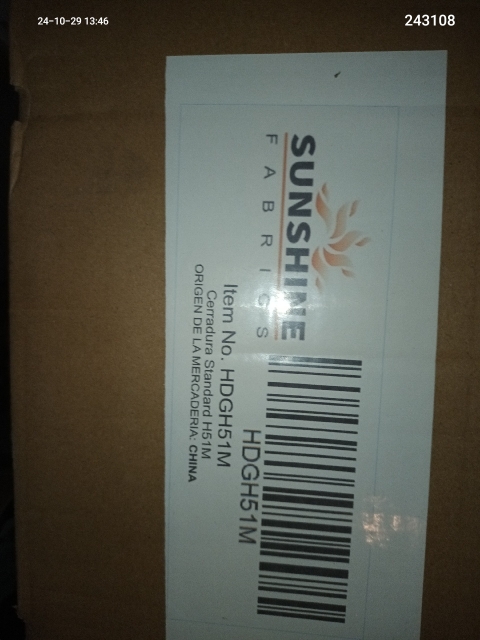 24-10-29 13:46
243108
SUNSHINE
FABRICS
HDGH51M
Item No. HDGH51M
Cerradura Standard H51M
ORIGEN DE LA MERCADERIA: CHINA